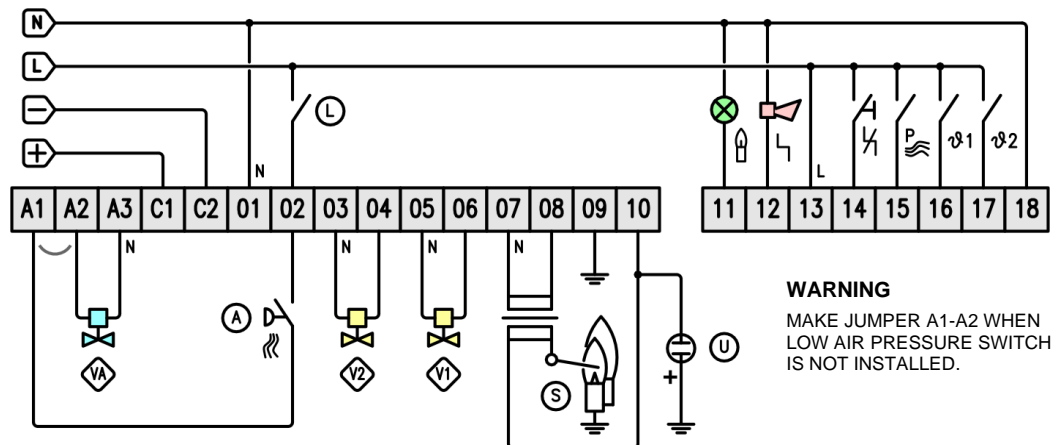 N
L
N L
A1 A2 A3 C1 C2 01 02 03 04 05 06 07 08 09 10 11 12 13 14 15 16 17 18
N N N N
P
ϑ1 ϑ2
L
A
VA V2 V1
S
U
+
WARNING
MAKE JUMPER A1-A2 WHEN
LOW AIR PRESSURE SWITCH
IS NOT INSTALLED.